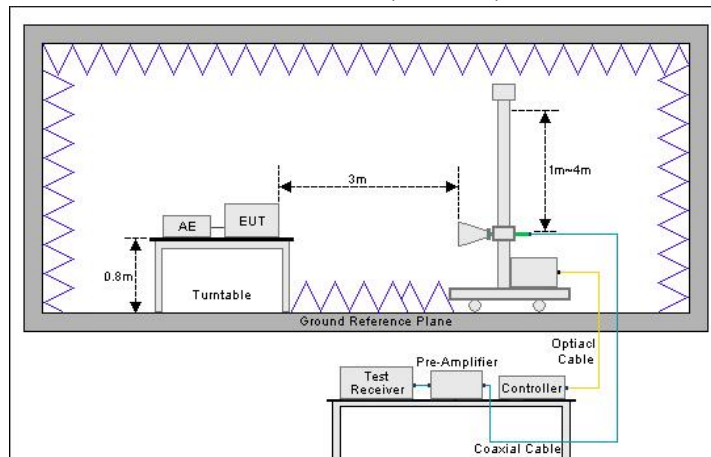 3m
1m~4m
AE
EUT
0.8m
Turntable
Ground Reference Plane
Optiacl
Cable
Pre-Amplifier
Test
Receiver
Controller
Coaxial Cable